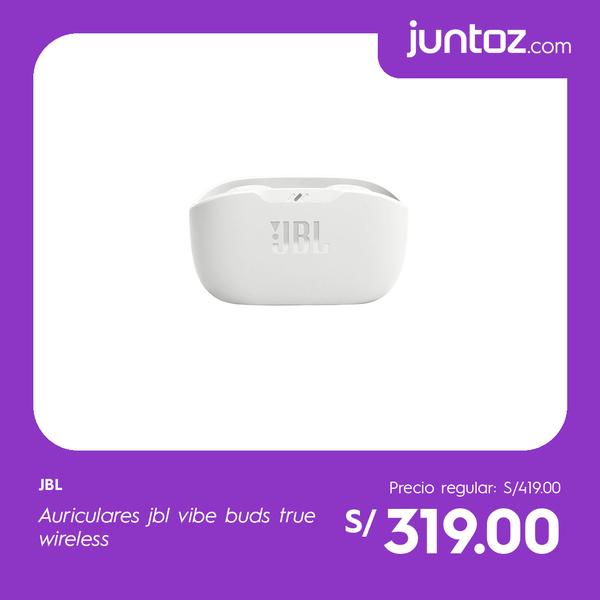 juntoz.com
JBL
JBL
Precio regular: S/419.00
Auriculares jbl vibe buds true
wireless
S/319.00